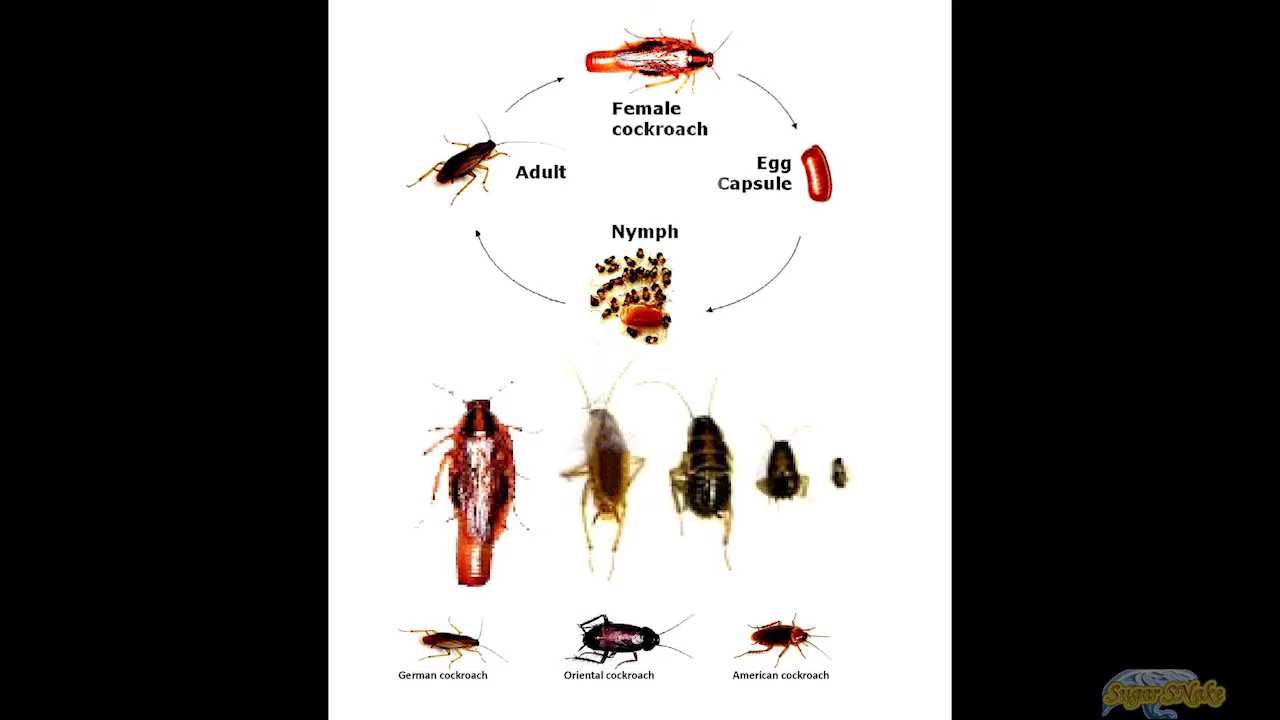 Female
cockroach
Adult
Egg
Capsule
Nymph
German cockroach
Oriental cockroach
American cockroach
Sugar SNake